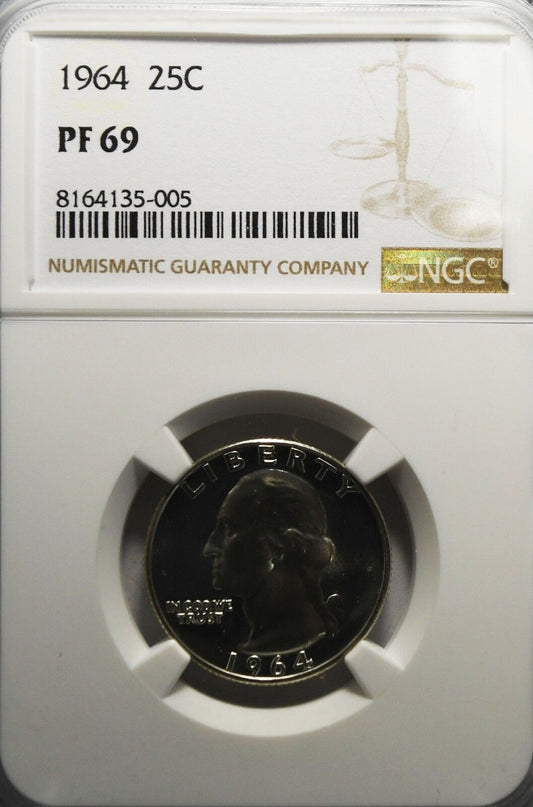 1964 25C
PF 69
8164135-005
NUMISMATIC GUARANTY COMPANY
NGC®
LIBERTY
IN GOD WE
TRUST
1964